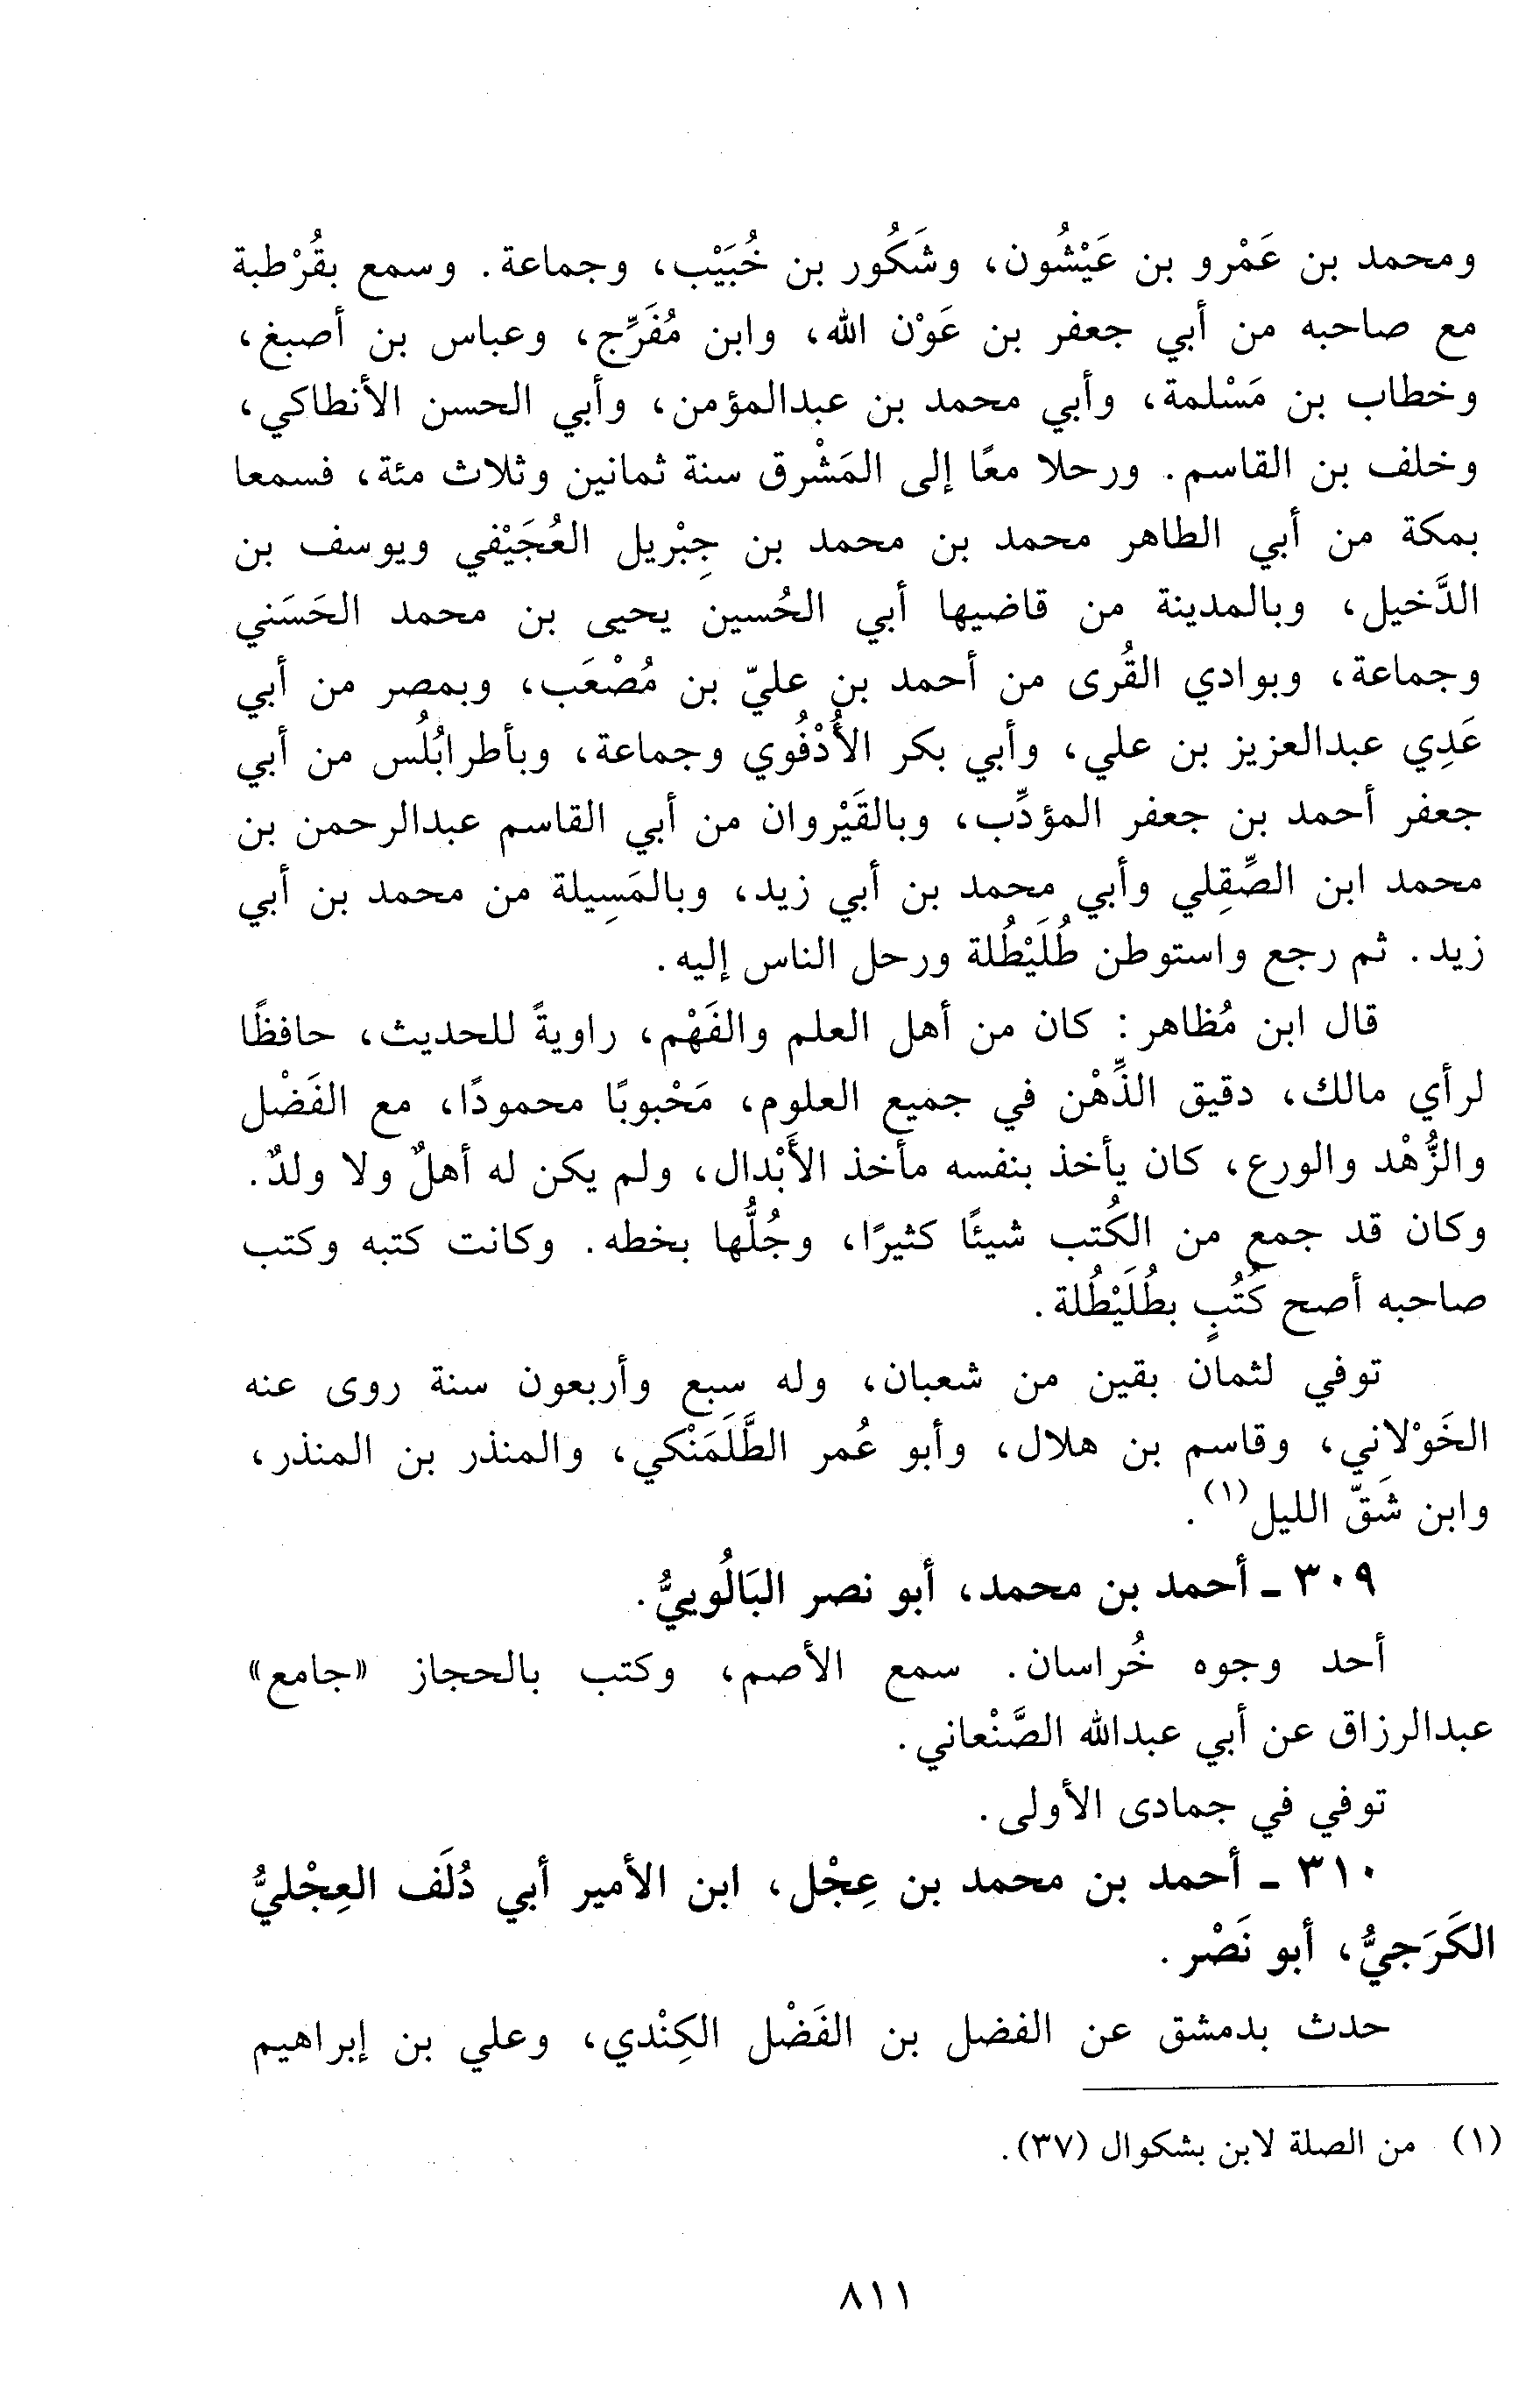 ومحمد بن عَمْرو بن عَيْشُون، وشَكُور بن خُبَيْب، وجماعة. وسمع بقُرْطبة
مع صاحبه من أبي جعفر بن عَوْن الله، وابن مُفَرِّج، وعباس بن أصبغ،
وخطاب بن مَسْلمة، وأبي محمد بن عبدالمؤمن، وأبي الحسن الأنطاكي،
وخلف بن القاسم. ورحلا معًا إلى المَشْرق سنة ثمانين وثلاث مئة، فسمعا
بمكة من أبي الطاهر محمد بن محمد بن جِبْريل العُجَيْفي ويوسف بن
الدَّخيل، وبالمدينة من قاضيها أبي الحُسين يحيى بن محمد الحَسَني
وجماعة، وبوادي القُرى من أحمد بن عليّ بن مُصْعَب، وبمصر من أبي
عَدِي عبدالعزيز بن علي، وأبي بكر الأُدْفُوي وجماعة، وبأطرابُلُس من أبي
جعفر أحمد بن جعفر المؤدِّب، وبالقَيْروان من أبي القاسم عبدالرحمن بن
محمد ابن الصِّقِلي وأبي محمد بن أبي زيد، وبالمَسِيلة من محمد بن أبي
زيد. ثم رجع واستوطن طُلَيْطُلة ورحل الناس إليه.
قال ابن مُظاهر: كان من أهل العلم والفَهْم، راويةً للحديث، حافظًا
لرأي مالك، دقيق الذِّهْن في جميع العلوم، مَحْبوبًا محمودًا، مع الفَضْل
والزُّهْد والورع، كان يأخذ بنفسه مأخذ الأَبْدال، ولم يكن له أهلٌ ولا ولدٌ.
وكان قد جمع من الكُتب شيئًا كثيرًا، وجُلُّها بخطه. وكانت كتبه وكتب
صاحبه أصح كُتُبٍ بطُلَيْطُلة.
توفي لثمان بقين من شعبان، وله سبع وأربعون سنة روى عنه
الخَوْلاني، وقاسم بن هلال، وأبو عُمر الطَّلَمَنْكي، والمنذر بن المنذر،
وابن شَقّ الليل(١).
٣٠٩ ـ أحمد بن محمد، أبو نصر البَالُوييُّ.
أحد وجوه خُراسان. سمع الأصم، وكتب بالحجاز «جامع»
عبدالرزاق عن أبي عبدالله الصَّنْعاني.
توفي في جمادى الأولى.
٣١٠ ـ أحمد بن محمد بن عِجْل، ابن الأمير أبي دُلَف العِجْليُّ
الكَرَجيُّ، أبو نَصْر.
حدث بدمشق عن الفضل بن الفَضْل الكِنْدي، وعلي بن إبراهيم
(١) من الصلة لابن بشكوال (٣٧).
٨١١